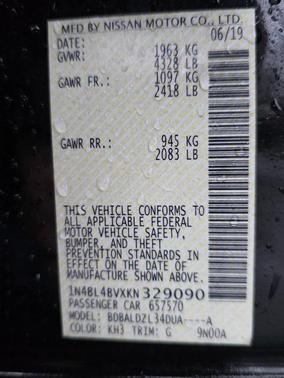 MFD BY NISSAN MOTOR CO., LTD.
DATE: 06/19
GVWR: 1963 KG
4328 LB
GAWR FR.: 1097 KG
2418 LB
GAWR RR.: 945 KG
2083 LB
THIS VEHICLE CONFORMS TO
ALL APPLICABLE FEDERAL
MOTOR VEHICLE SAFETY,
BUMPER, AND THEFT
PREVENTION STANDARDS IN
EFFECT ON THE DATE OF
MANUFACTURE SHOWN ABOVE.
1N4BL4BVXKN329090
PASSENGER CAR 657570
MODEL: BDBALDZL34DUA----A
COLOR: KH3 TRIM: G 9N00A